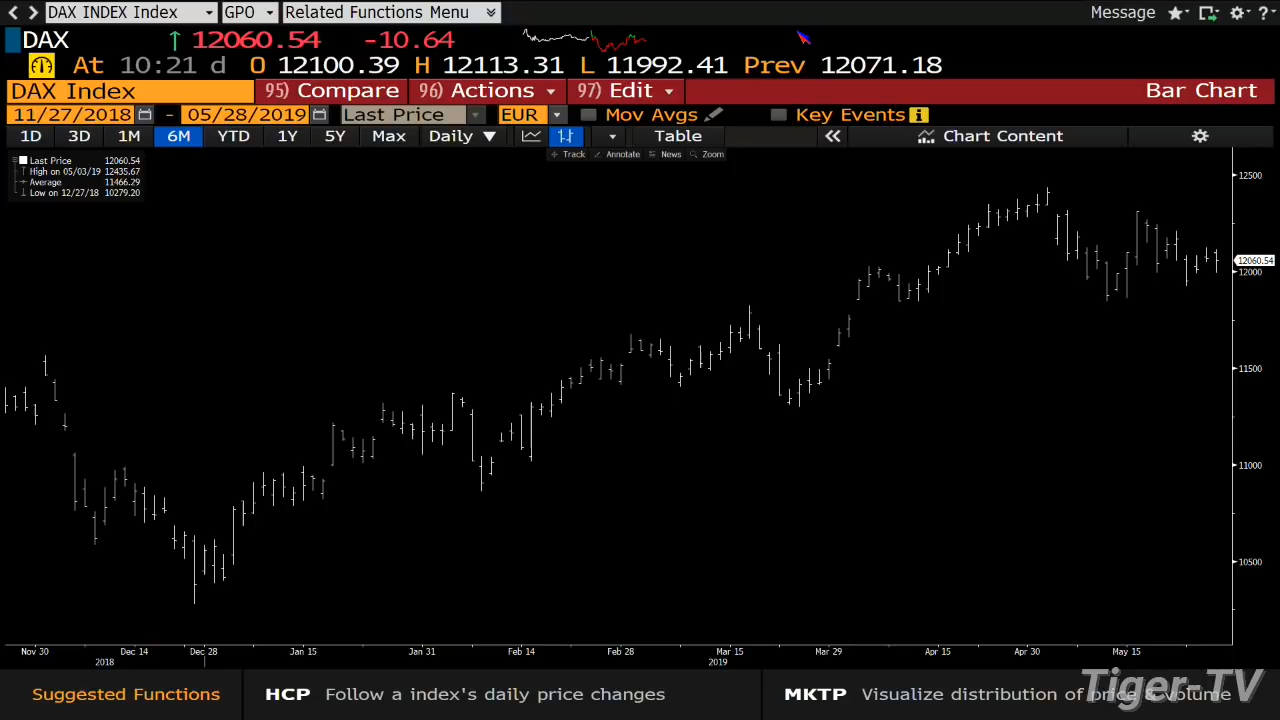 DAX INDEX Index GPO Related Functions Menu Message ?
DAX ↑ 12060.54 -10.64
At 10:21 d O 12100.39 H 12113.31 L 11992.41 Prev 12071.18
DAX Index 95) Compare 96) Actions 97) Edit Bar Chart
11/27/2018 - 05/28/2019 Last Price EUR Mov Avgs Key Events
1D 3D 1M 6M YTD 1Y 5Y Max Daily Table Chart Content
Track Annotate News Zoom
Last Price 12060.54
High on 05/03/19 12435.67
Average 11466.29
Low on 12/27/18 10279.20
12500
12060.54
12000
11500
11000
10500
Nov 30 Dec 14 Dec 28 Jan 15 Jan 31 Feb 14 Feb 28 Mar 15 Mar 29 Apr 15 Apr 30 May 15
2018 2019
Suggested Functions HCP Follow a index's daily price changes MKTP Visualize distribution of price & volume
Tiger-TV